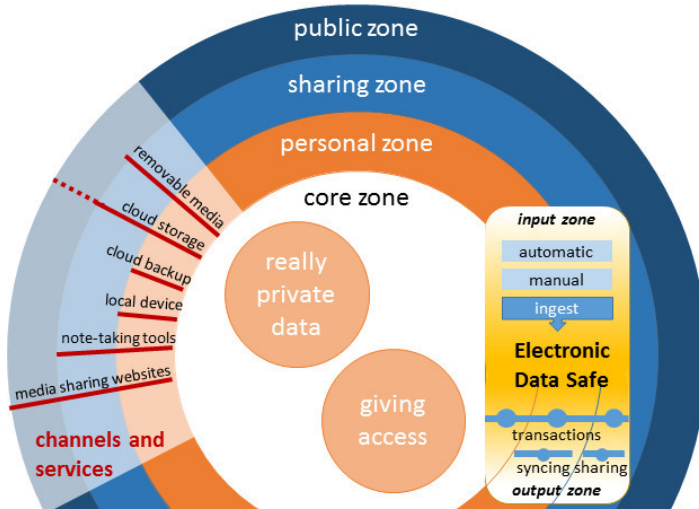 public zone
sharing zone
personal zone
core zone
removable media
cloud storage
cloud backup
local device
note-taking tools
media sharing websites
channels and
services
really
private
data
giving
access
input zone
automatic
manual
ingest
Electronic
Data Safe
transactions
syncing sharing
output zone